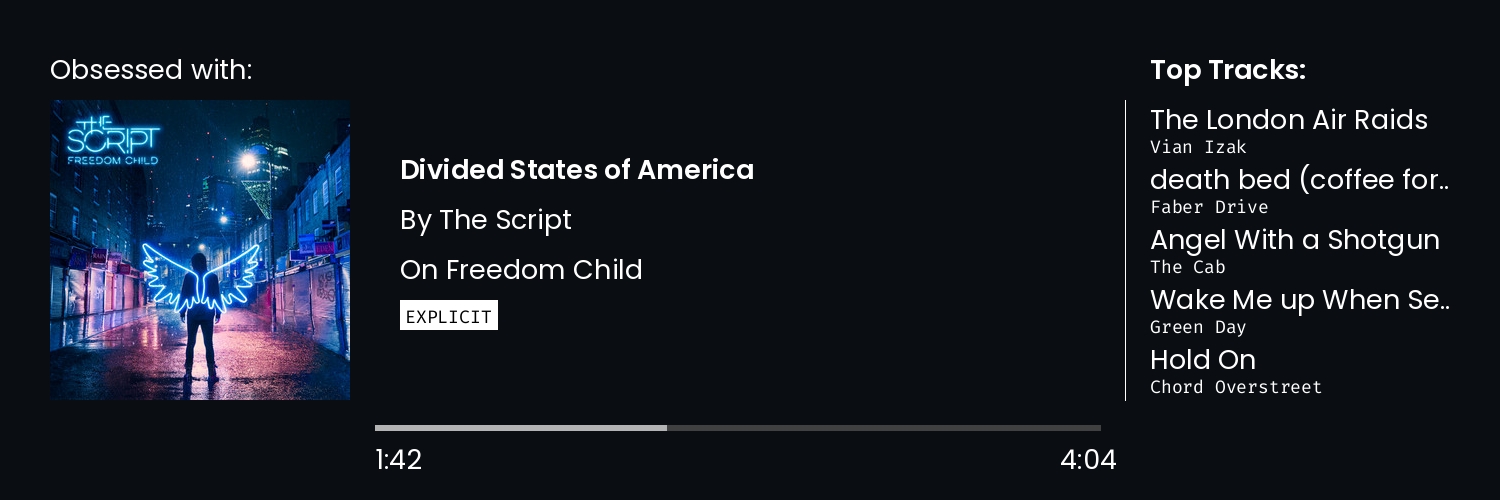 Obsessed with:
THE
SCRIPT
FREEDOM CHILD
Divided States of America
By The Script
On Freedom Child
EXPLICIT
1:42
4:04
Top Tracks:
The London Air Raids
Vian Izak
death bed (coffee for..
Faber Drive
Angel With a Shotgun
The Cab
Wake Me up When Se..
Green Day
Hold On
Chord Overstreet